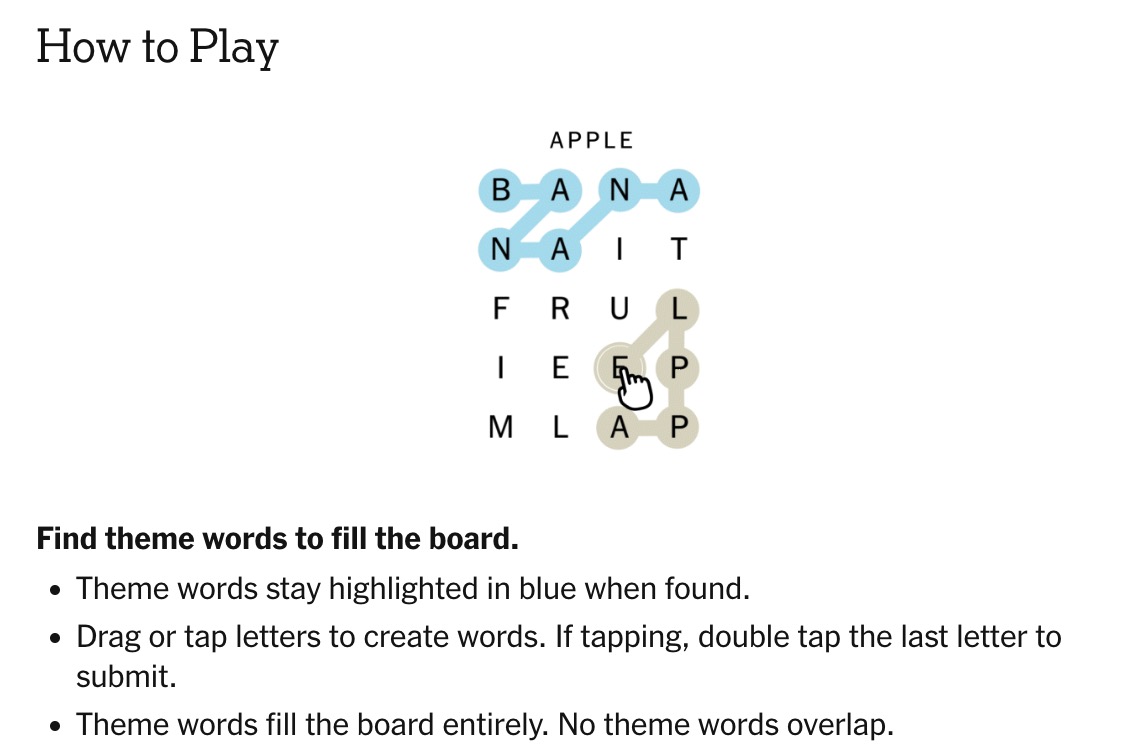 How to Play
APPLE
B A N A
N A I T
F R U L
I E E P
M L A P
Find theme words to fill the board.
• Theme words stay highlighted in blue when found.
• Drag or tap letters to create words. If tapping, double tap the last letter to
submit.
• Theme words fill the board entirely. No theme words overlap.